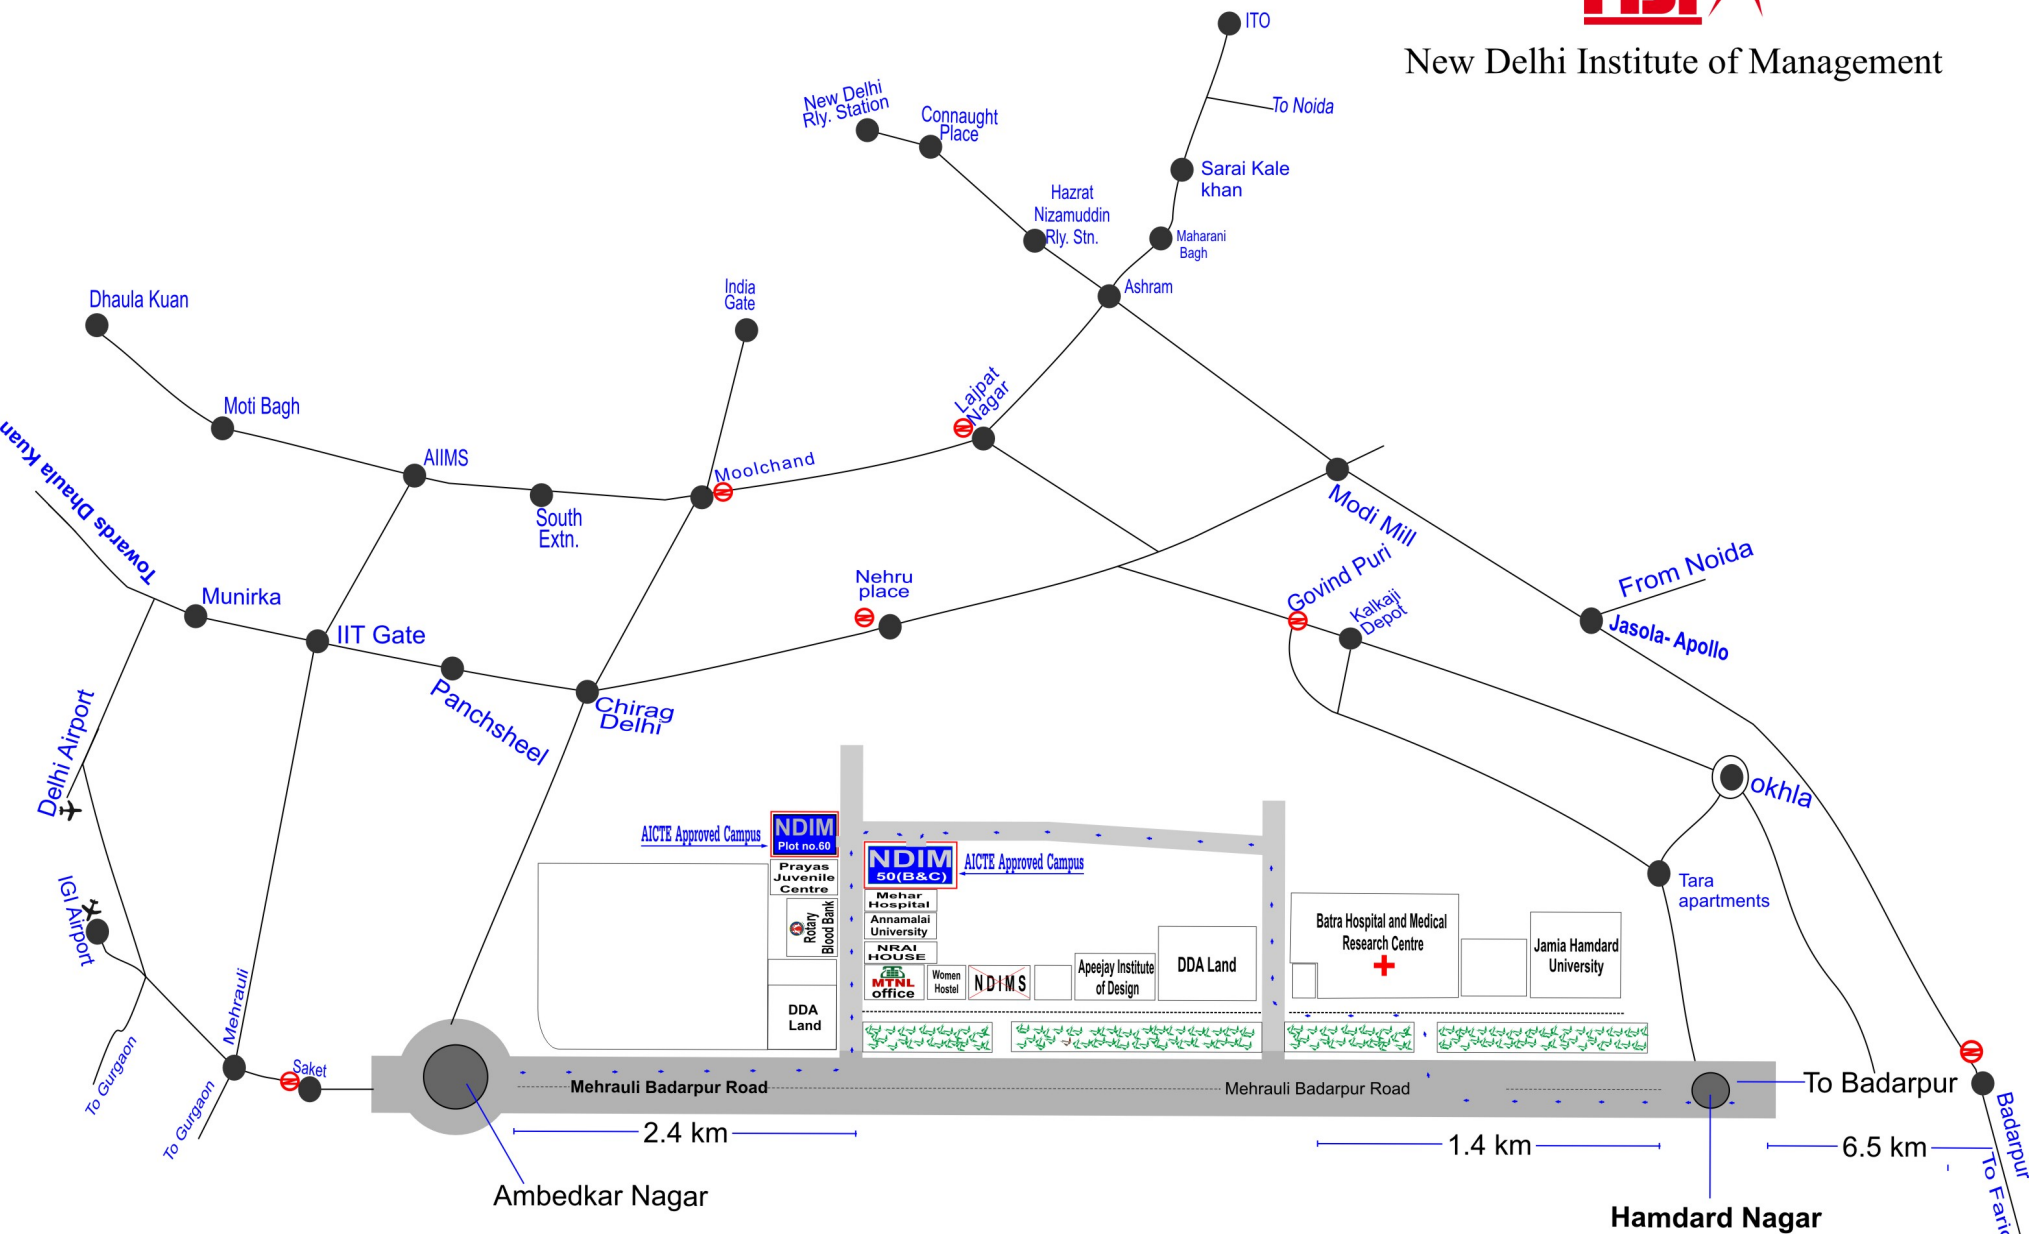 New Delhi Institute of Management
ITO
To Noida
New Delhi
Rly. Station
Connaught
Place
Sarai Kale
khan
Hazrat
Nizamuddin
Rly. Stn.
Maharani
Bagh
Ashram
India
Gate
Dhaula Kuan
Moti Bagh
AIIMS
South
Extn.
Moolchand
Lajpat
Nagar
Modi Mill
Towards Dhaula Kuan
Munirka
IIT Gate
Panchsheel
Chirag
Delhi
Nehru
place
Govind Puri
Kalkaji
Depot
From Noida
Jasola- Apollo
okhla
Tara
apartments
Delhi Airport
IGI Airport
To Gurgaon
Mehrauli
To Gurgaon
Saket
AICTE Approved Campus
NDIM
Plot no.60
Prayas
Juvenile
Centre
Rotary
Blood Bank
DDA
Land
NDIM
50(B&C)
AICTE Approved Campus
Mehar
Hospital
Annamalai
University
NRAI
HOUSE
MTNL
office
Women
Hostel
NDIMS
Apeejay Institute
of Design
DDA Land
Batra Hospital and Medical
Research Centre
Jamia Hamdard
University
Mehrauli Badarpur Road
Mehrauli Badarpur Road
To Badarpur
2.4 km
1.4 km
6.5 km
Ambedkar Nagar
Hamdard Nagar
Badarpur